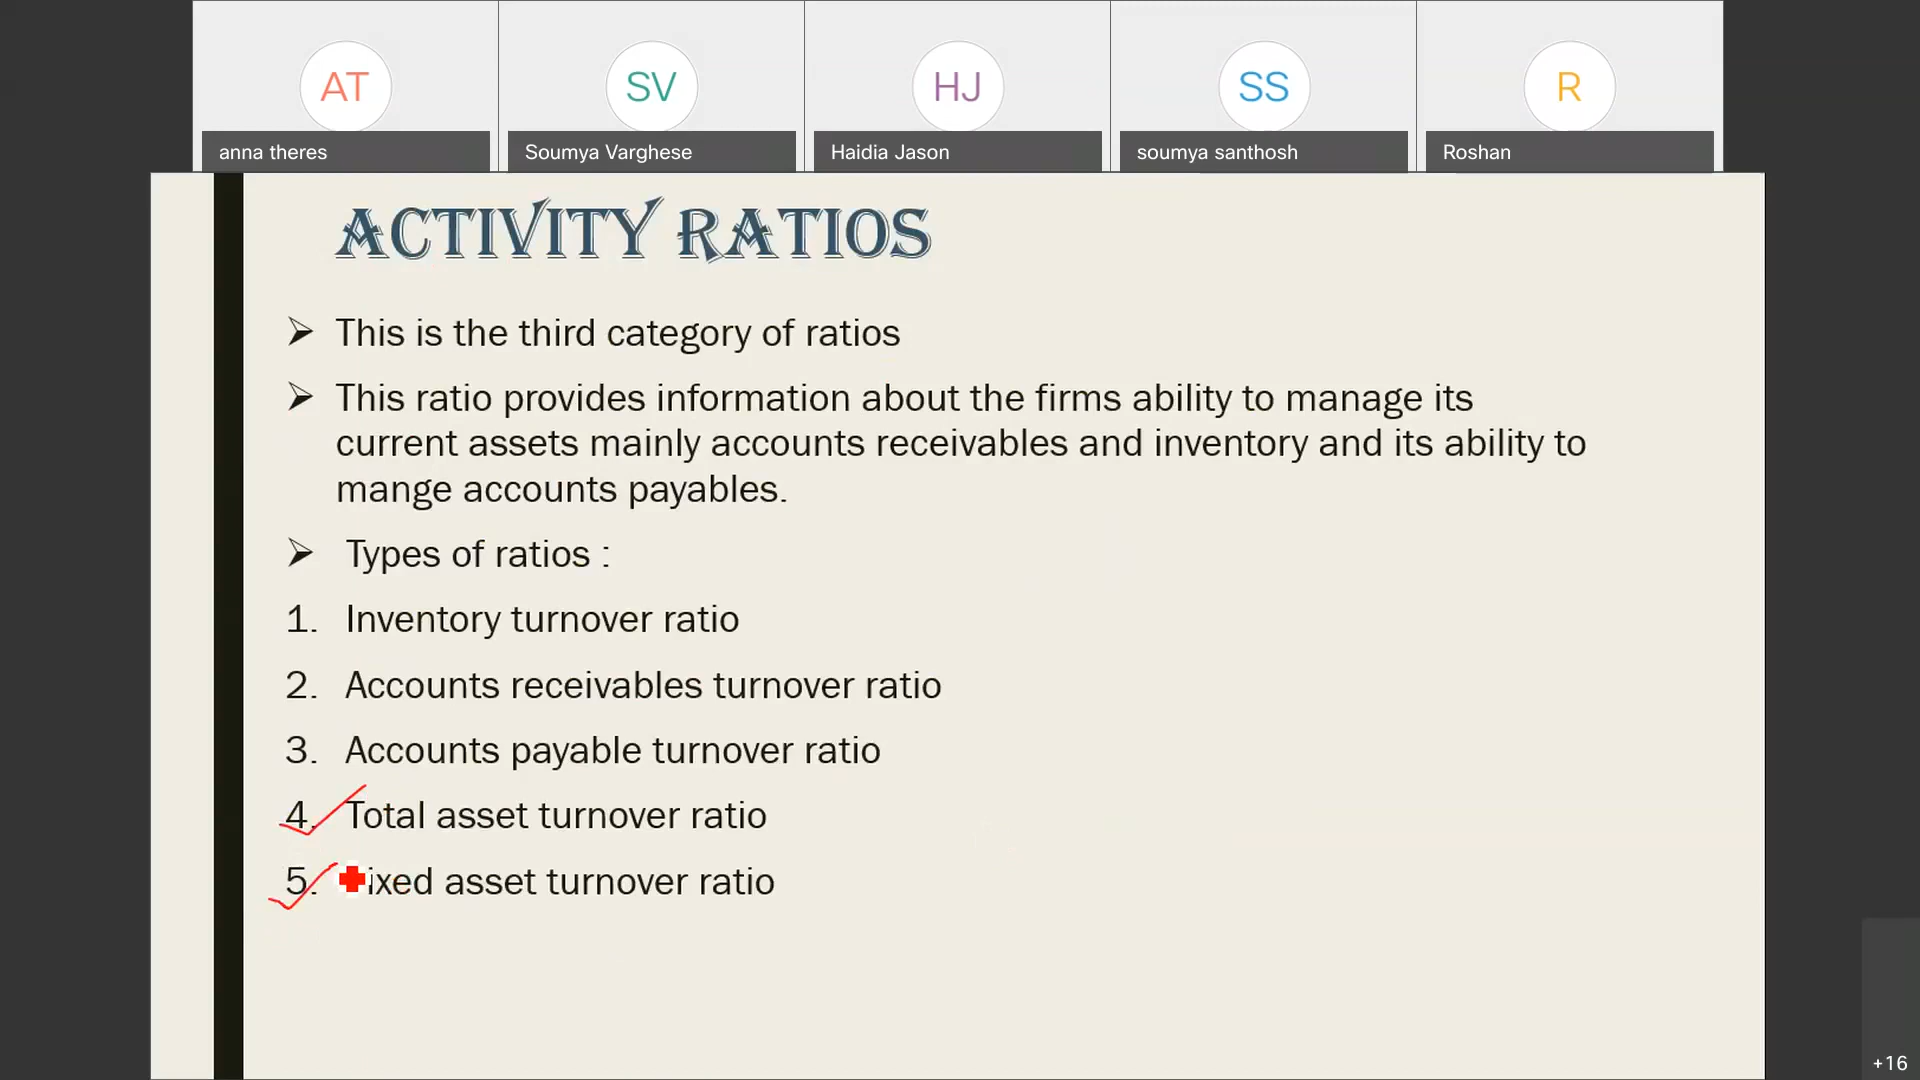 AT
SV
HJ
SS
R
anna theres
Soumya Varghese
Haidia Jason
soumya santhosh
Roshan
ACTIVITY RATIOS
➢ This is the third category of ratios
➢ This ratio provides information about the firms ability to manage its
current assets mainly accounts receivables and inventory and its ability to
mange accounts payables.
➢ Types of ratios :
1. Inventory turnover ratio
2. Accounts receivables turnover ratio
3. Accounts payable turnover ratio
4. Total asset turnover ratio
5. ixed asset turnover ratio
+16